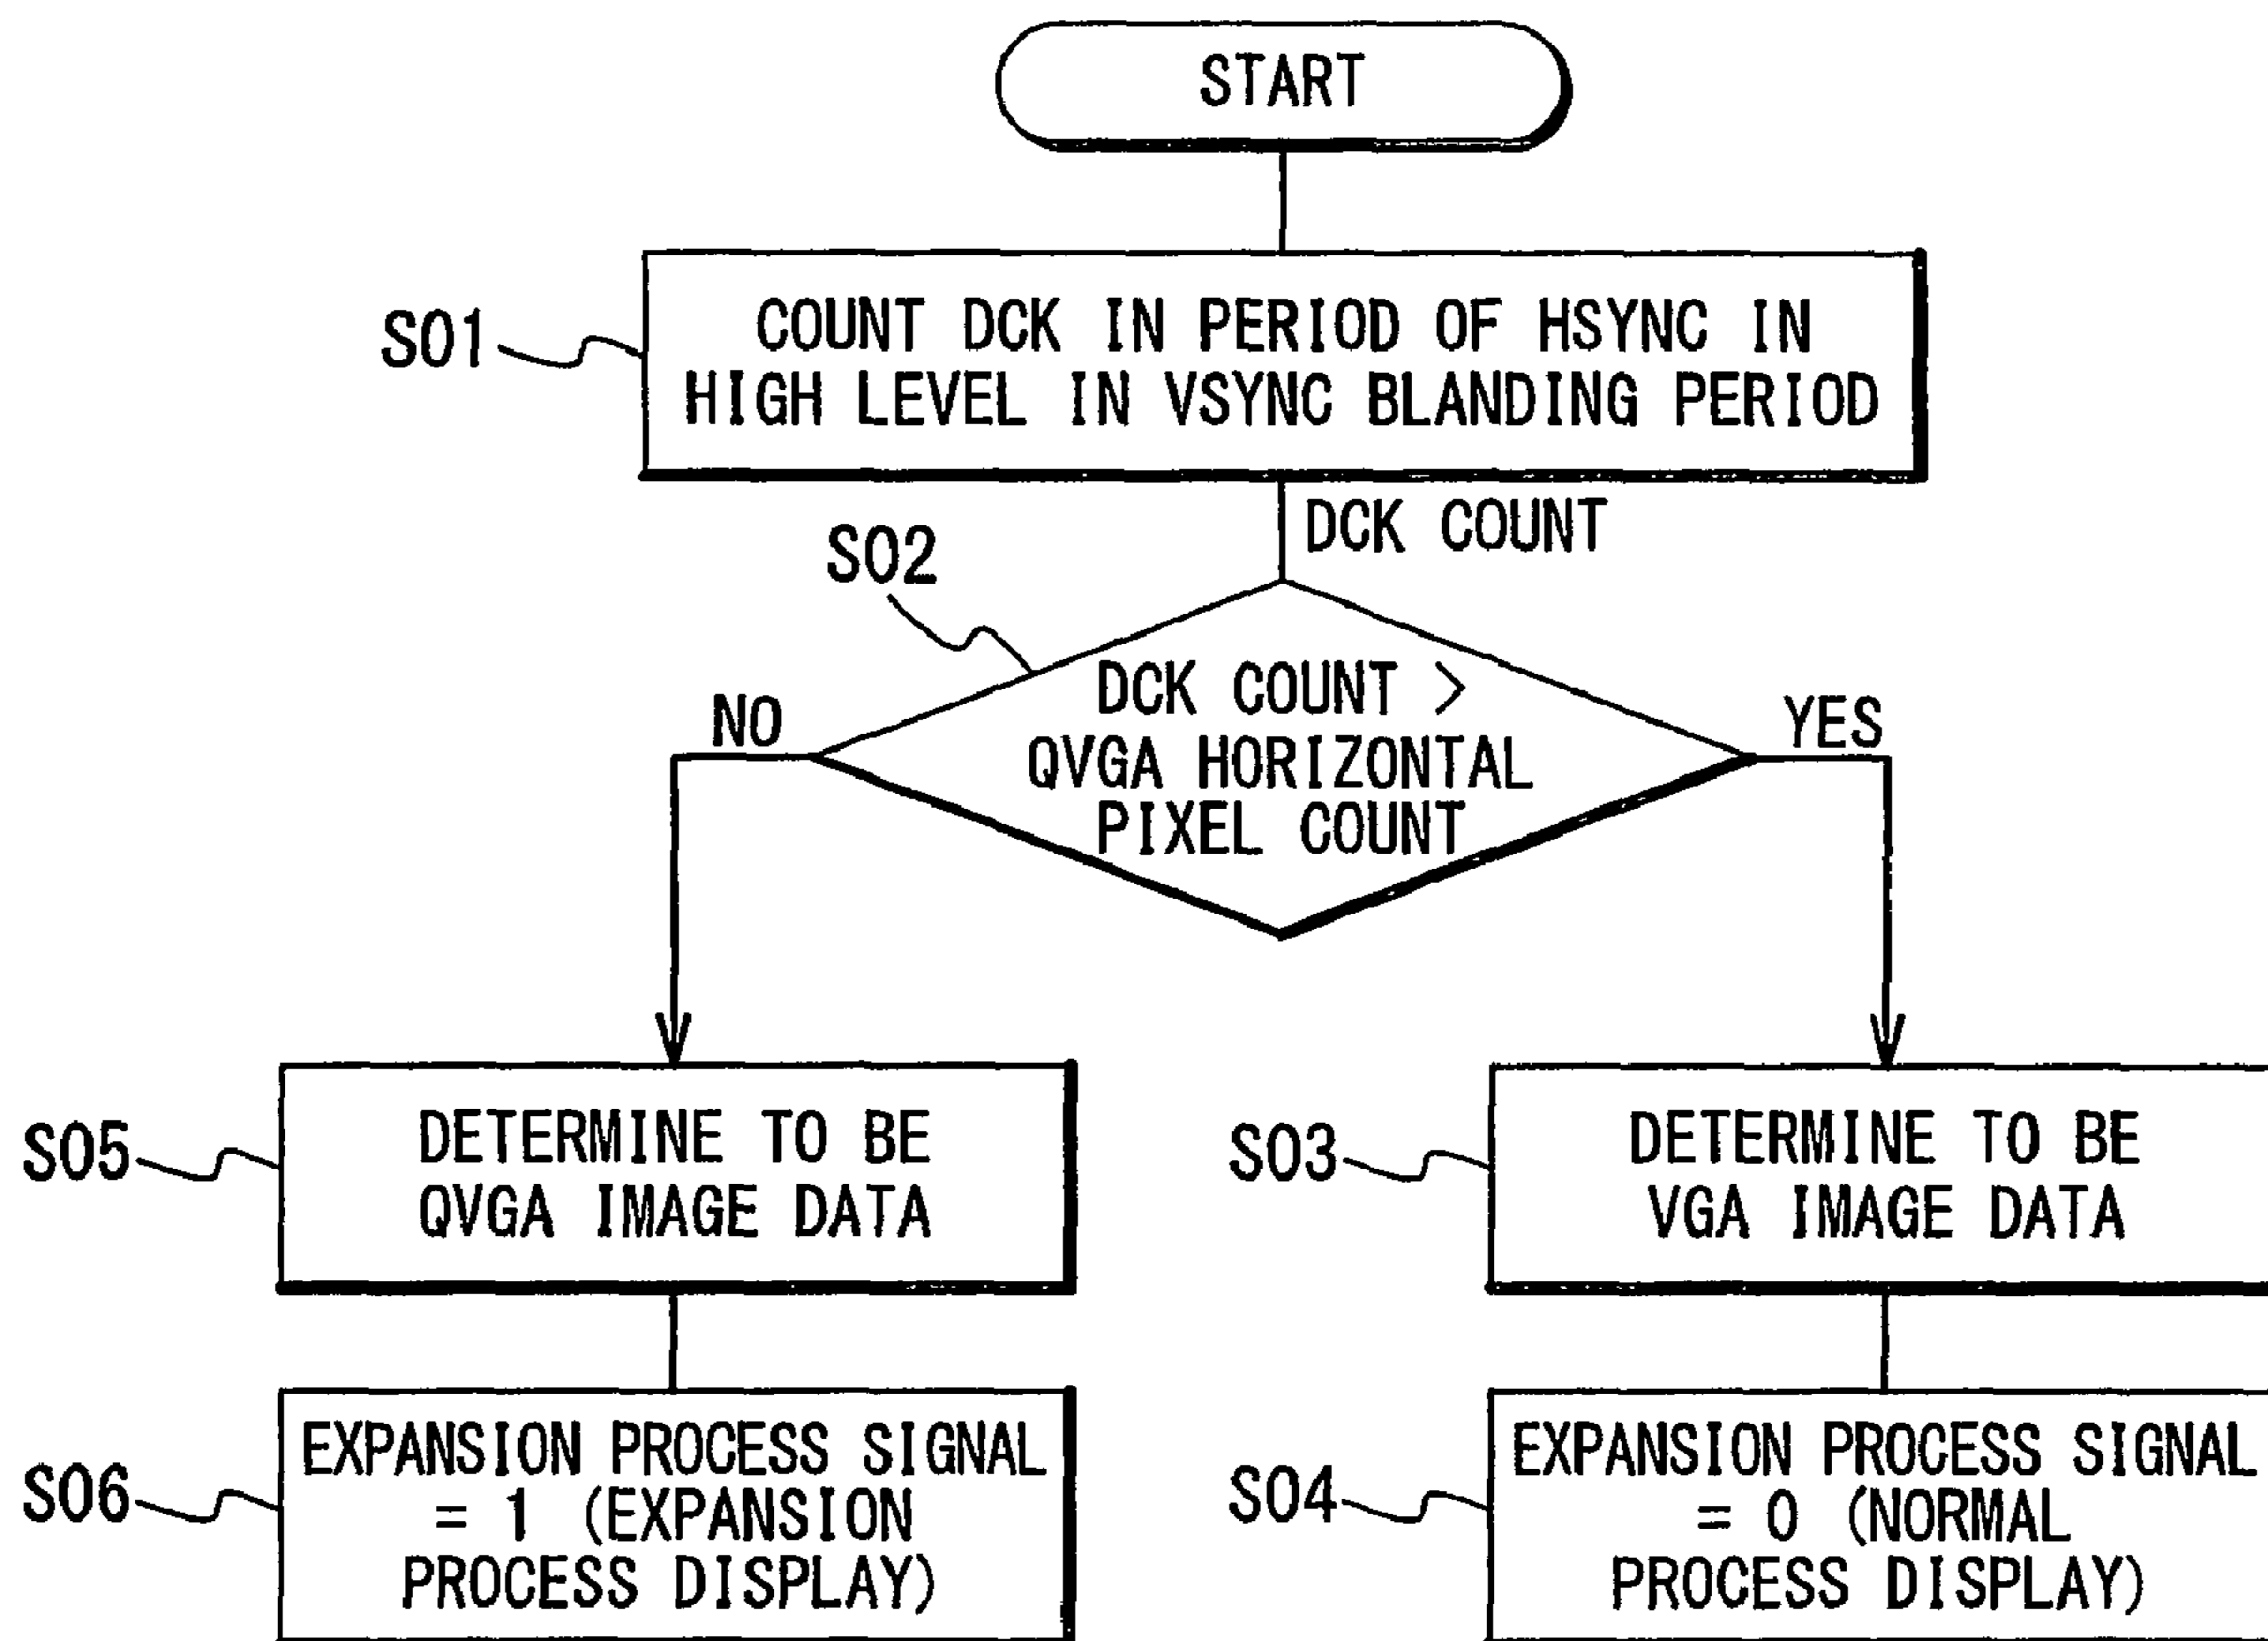 START
S01
COUNT DCK IN PERIOD OF HSYNC IN
HIGH LEVEL IN VSYNC BLANDING PERIOD
DCK COUNT
S02
DCK COUNT >
QVGA HORIZONTAL
PIXEL COUNT
NO
YES
S05
DETERMINE TO BE
QVGA IMAGE DATA
S03
DETERMINE TO BE
VGA IMAGE DATA
S06
EXPANSION PROCESS SIGNAL
= 1 (EXPANSION
PROCESS DISPLAY)
S04
EXPANSION PROCESS SIGNAL
= 0 (NORMAL
PROCESS DISPLAY)